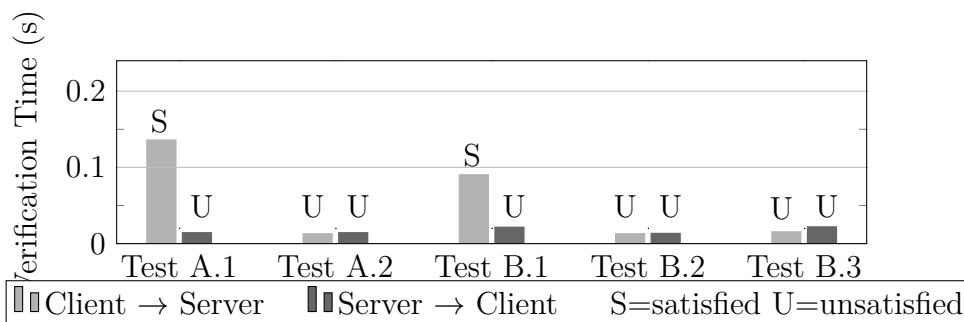 Verification Time (s)
0.2
0.1
0
S
U
U
U
S
U
U
U
U
U
Test A.1
Test A.2
Test B.1
Test B.2
Test B.3
Client → Server
Server → Client
S=satisfied U=unsatisfied